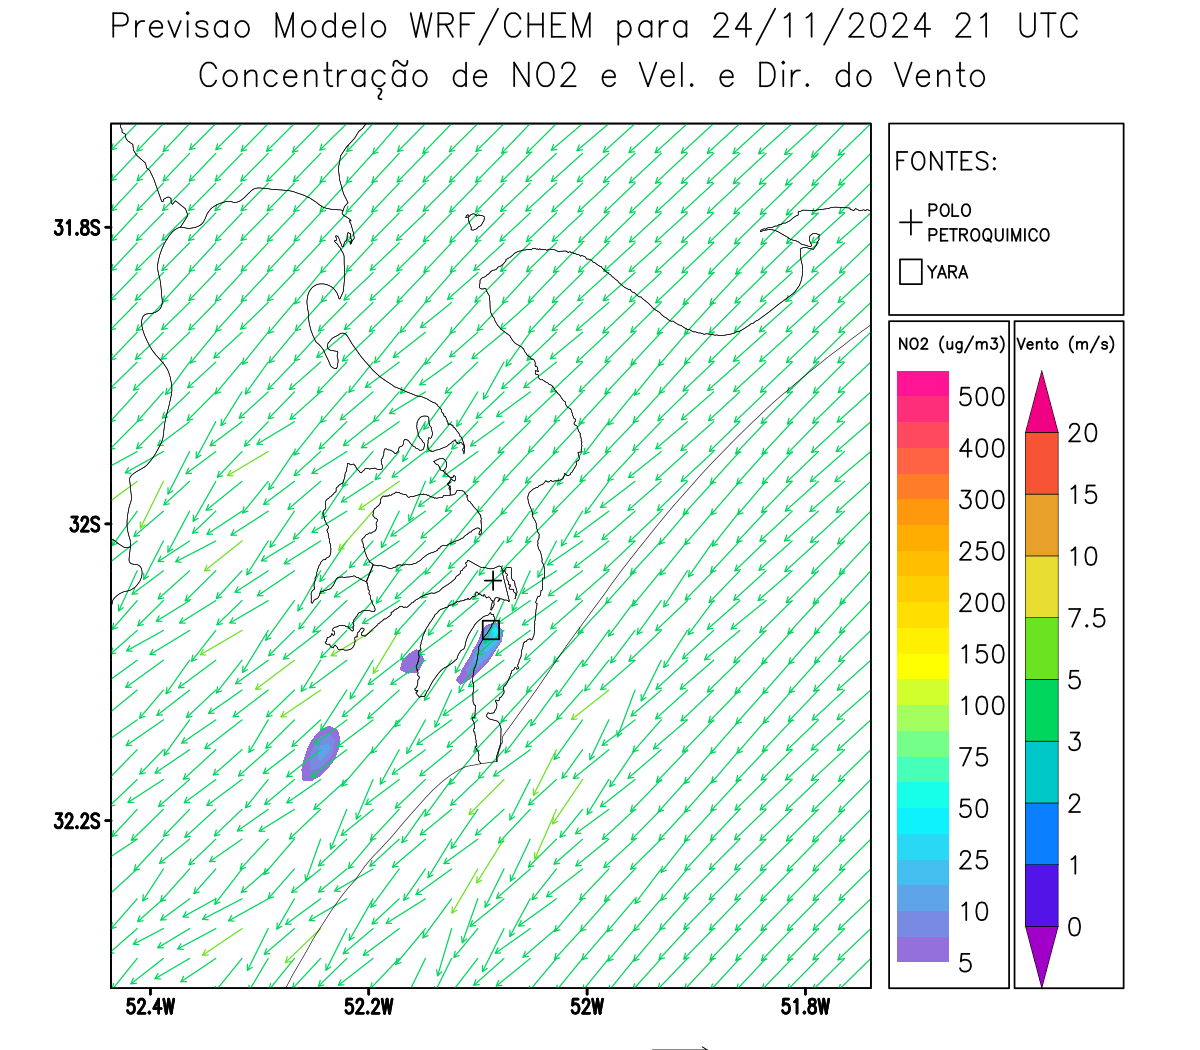 Previsao Modelo WRF/CHEM para 24/11/2024 21 UTC
Concentração de NO2 e Vel. e Dir. do Vento
FONTES:
POLO
PETROQUIMICO
YARA
NO2 (ug/m3)
500
400
300
250
200
150
100
75
50
25
10
5
Vento (m/s)
20
15
10
7.5
5
3
2
1
0
31.8S
32S
32.2S
52.4W
52.2W
52W
51.8W